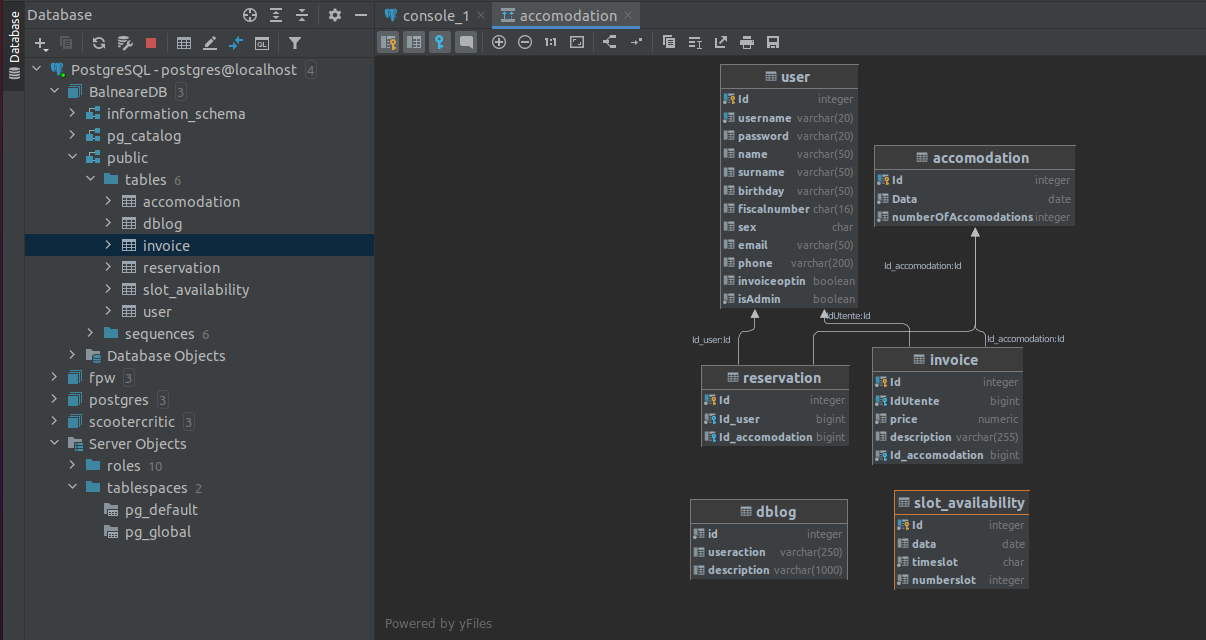 Database
Database
PostgreSQL - postgres@localhost 4
BalneareDB 3
information_schema
pg_catalog
public
tables 6
accomodation
dblog
invoice
reservation
slot_availability
user
sequences 6
Database Objects
fpw 3
postgres 3
scootercritic 3
Server Objects
roles 10
tablespaces 2
pg_default
pg_global
console_1
accomodation
1:1
GL
user
Id integer
username varchar(20)
password varchar(20)
name varchar(50)
surname varchar(50)
birthday varchar(50)
fiscalnumber char(16)
sex char
email varchar(50)
phone varchar(200)
invoiceoptin boolean
isAdmin boolean
accomodation
Id integer
Data date
numberOfAccomodations integer
Id_accomodation:Id
IdUtente:Id
Id_user:Id
Id_accomodation:Id
reservation
Id integer
Id_user bigint
Id_accomodation bigint
invoice
Id integer
IdUtente bigint
price numeric
description varchar(255)
Id_accomodation bigint
dblog
id integer
useraction varchar(250)
description varchar(1000)
slot_availability
Id integer
data date
timeslot char
numberslot integer
Powered by yFiles